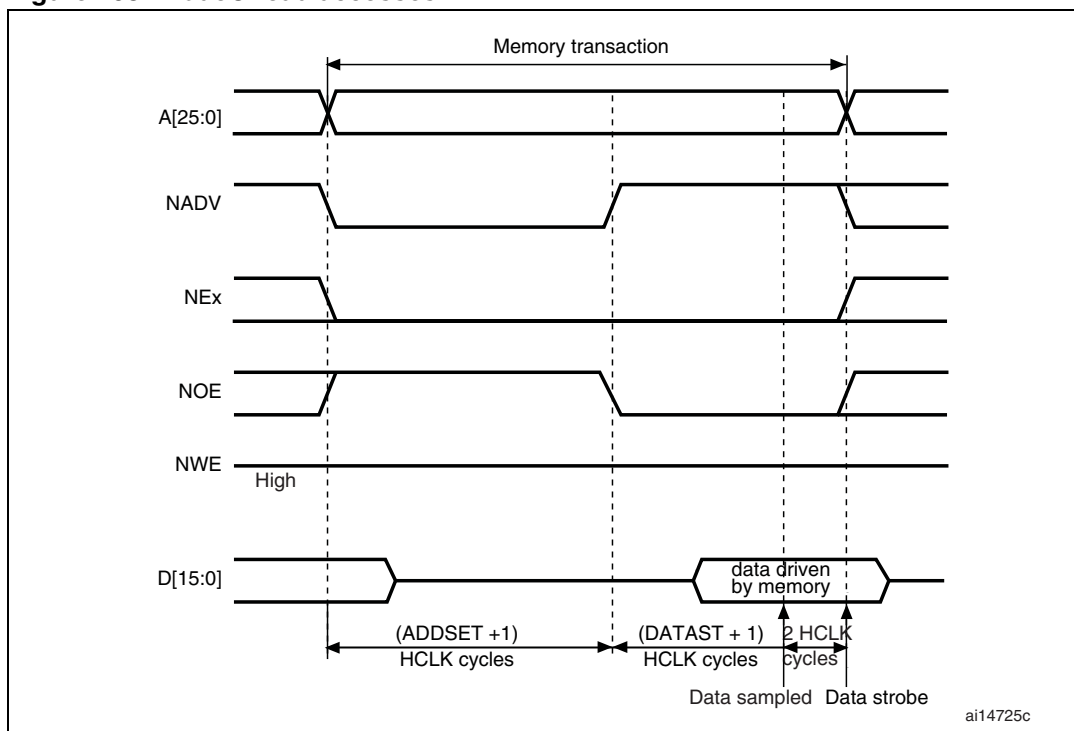 Memory transaction
A[25:0]
NADV
NEx
NOE
NWE
High
D[15:0]
data driven
by memory
(ADDSET +1)
HCLK cycles
(DATAST + 1)
HCLK cycles
2 HCLK
cycles
Data sampled
Data strobe
ai14725c